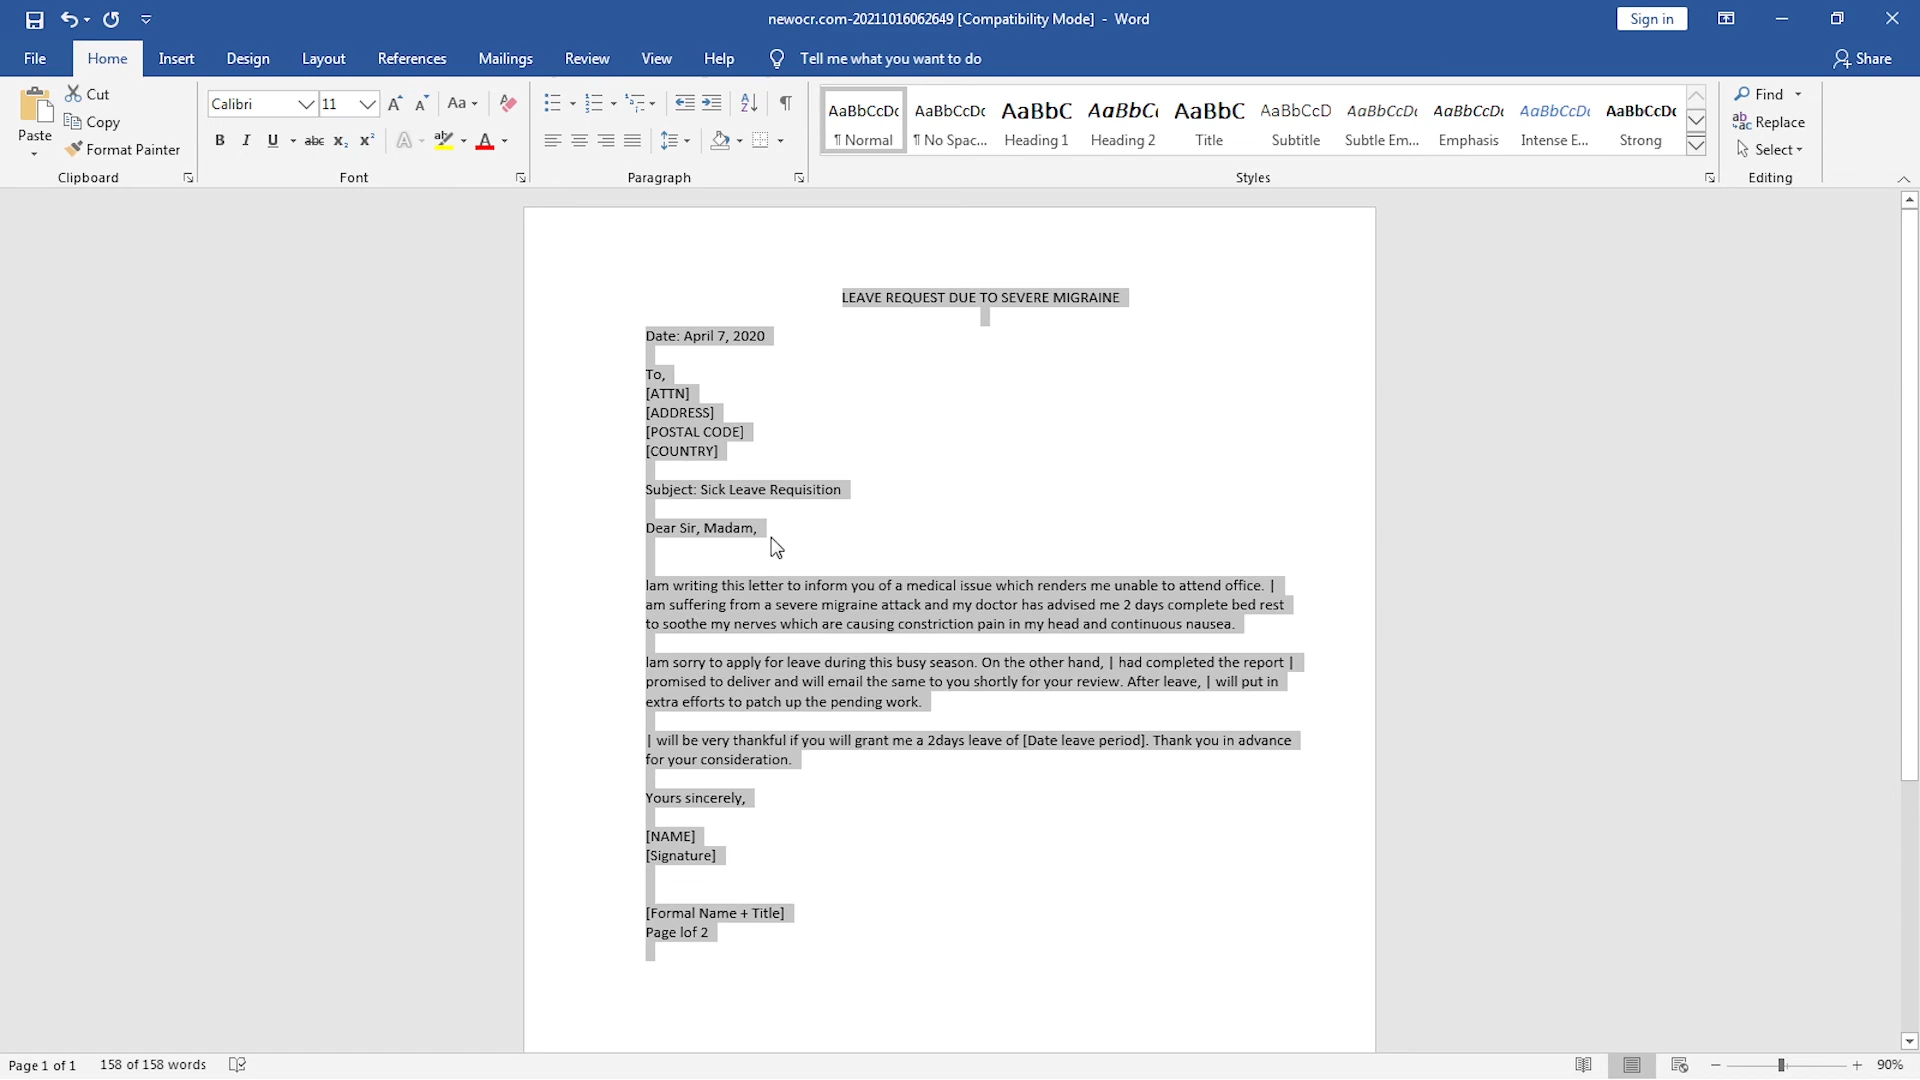 newocr.com-20211016062649 [Compatibility Mode] - Word
Sign in
File Home Insert Design Layout References Mailings Review View Help Tell me what you want to do Share
Paste
Cut
Copy
Format Painter
Clipboard
Calibri 11 Aa
B I U abc X₂ X² A ab A
Font
Paragraph
AaBbCcDc AaBbCcDc AaBbC AaBbC AaBbC AaBbCcD AaBbCcDc AaBbCcDc AaBbCcDc AaBbCcDc
¶ Normal ¶ No Spac... Heading 1 Heading 2 Title Subtitle Subtle Em... Emphasis Intense E... Strong
Styles
Find
Replace
Select
Editing
LEAVE REQUEST DUE TO SEVERE MIGRAINE
Date: April 7, 2020
To,
[ATTN]
[ADDRESS]
[POSTAL CODE]
[COUNTRY]
Subject: Sick Leave Requisition
Dear Sir, Madam,
lam writing this letter to inform you of a medical issue which renders me unable to attend office. |
am suffering from a severe migraine attack and my doctor has advised me 2 days complete bed rest
to soothe my nerves which are causing constriction pain in my head and continuous nausea.
lam sorry to apply for leave during this busy season. On the other hand, | had completed the report |
promised to deliver and will email the same to you shortly for your review. After leave, | will put in
extra efforts to patch up the pending work.
| will be very thankful if you will grant me a 2days leave of [Date leave period]. Thank you in advance
for your consideration.
Yours sincerely,
[NAME]
[Signature]
[Formal Name + Title]
Page lof 2
Page 1 of 1 158 of 158 words 90%